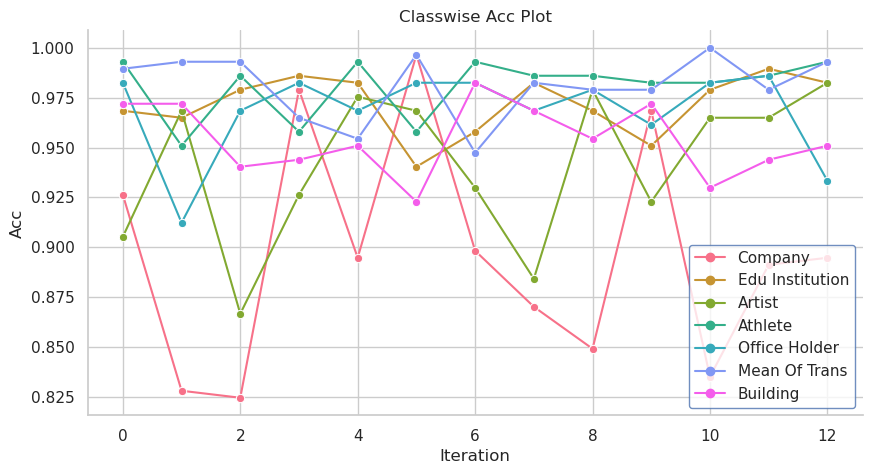 Classwise Acc Plot
1.000
0.975
0.950
0.925
0.900
0.875
0.850
0.825
Acc
Company
Edu Institution
Artist
Athlete
Office Holder
Mean Of Trans
Building
0 2 4 6 8 10 12
Iteration